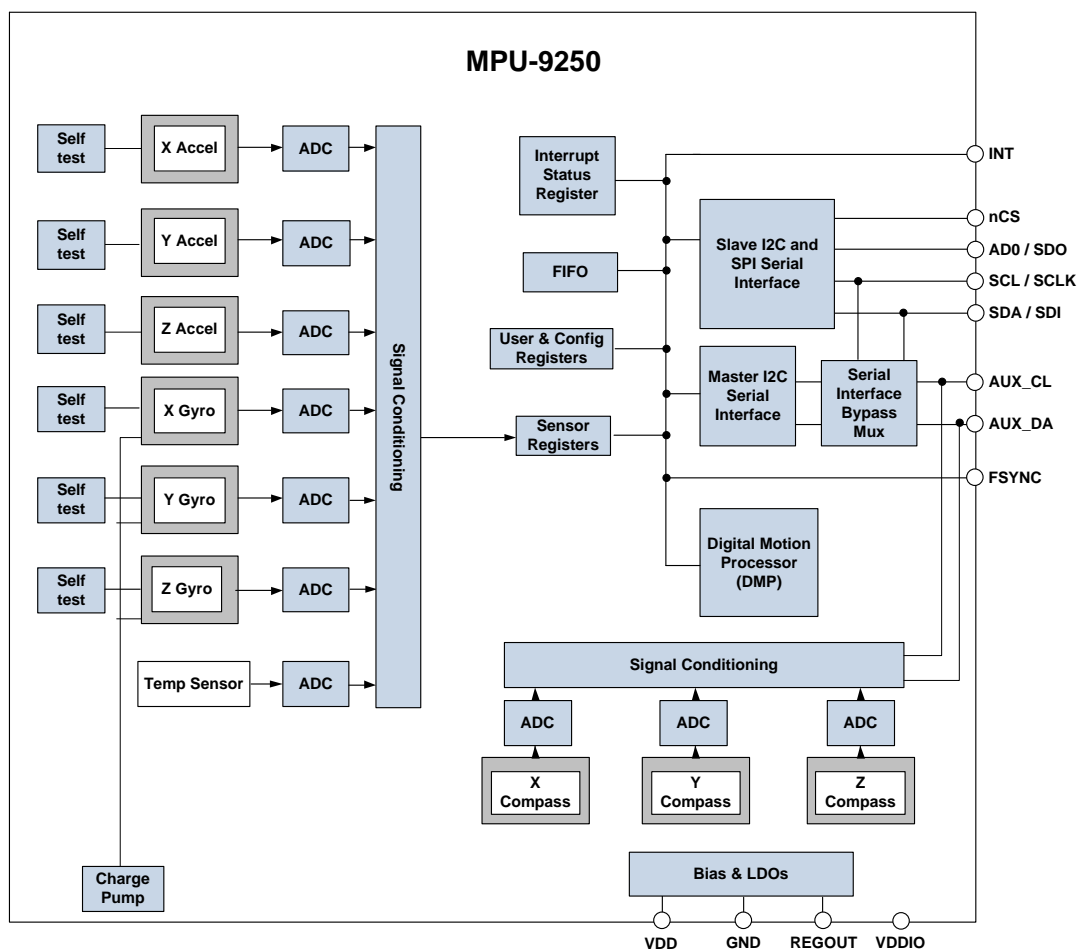 MPU-9250
Self
test
X Accel
ADC
Self
test
Y Accel
ADC
Self
test
Z Accel
ADC
Self
test
X Gyro
ADC
Self
test
Y Gyro
ADC
Self
test
Z Gyro
ADC
Temp Sensor
ADC
Signal Conditioning
Charge
Pump
Interrupt
Status
Register
FIFO
User & Config
Registers
Sensor
Registers
Slave I2C and
SPI Serial
Interface
Master I2C
Serial
Interface
Serial
Interface
Bypass
Mux
Digital Motion
Processor
(DMP)
Signal Conditioning
ADC
ADC
ADC
X
Compass
Y
Compass
Z
Compass
Bias & LDOs
INT
nCS
AD0 / SDO
SCL / SCLK
SDA / SDI
AUX_CL
AUX_DA
FSYNC
VDD
GND
REGOUT
VDDIO